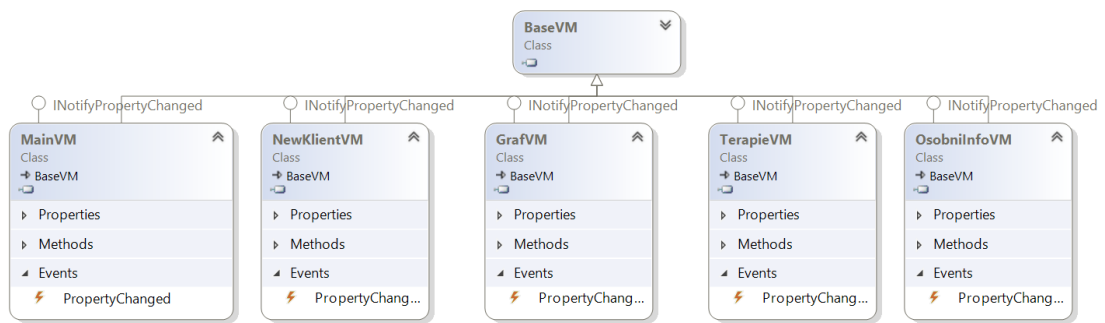 BaseVM
Class
INotifyPropertyChanged
INotifyPropertyChanged
INotifyPropertyChanged
INotifyPropertyChanged
INotifyPropertyChanged
MainVM
Class
BaseVM
Properties
Methods
Events
PropertyChanged
NewKlientVM
Class
BaseVM
Properties
Methods
Events
PropertyChang...
GrafVM
Class
BaseVM
Properties
Methods
Events
PropertyChang...
TerapieVM
Class
BaseVM
Properties
Methods
Events
PropertyChang...
OsobniInfoVM
Class
BaseVM
Properties
Methods
Events
PropertyChang...